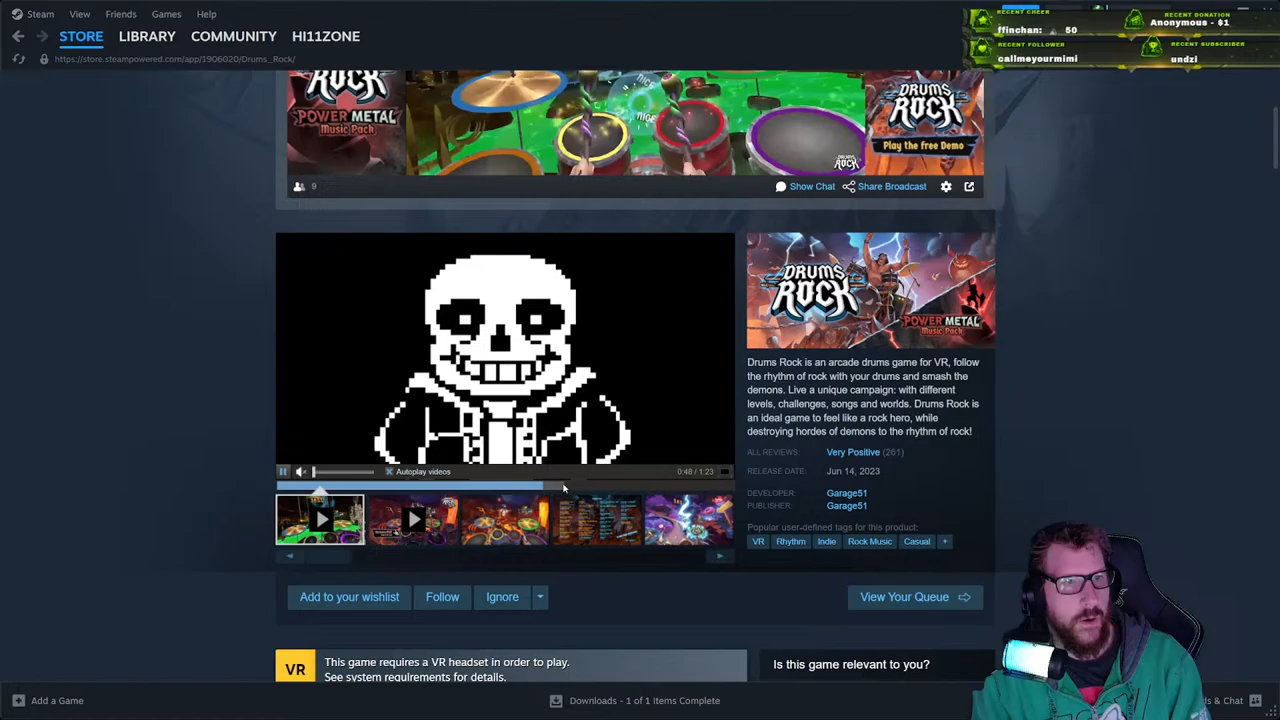 Steam View Friends Games Help
STORE LIBRARY COMMUNITY HI11ZONE
https://store.steampowered.com/app/1906020/Drums_Rock/
RECENT CHEER
ffinchan: 50
RECENT DONATION
Anonymous - $1
RECENT FOLLOWER
callmeyourmimi
RECENT SUBSCRIBER
undzi
ROCK
POWER METAL
Music Pack
NICE
NICE
DRUMS
ROCK
DRUMS
ROCK
Play the free Demo
9
Show Chat Share Broadcast
DRUMS
ROCK
POWER METAL
Music Pack
Drums Rock is an arcade drums game for VR, follow
the rhythm of rock with your drums and smash the
demons. Live a unique campaign: with different
levels, challenges, songs and worlds. Drums Rock is
an ideal game to feel like a rock hero, while
destroying hordes of demons to the rhythm of rock!
ALL REVIEWS: Very Positive (261)
RELEASE DATE: Jun 14, 2023
DEVELOPER: Garage51
PUBLISHER: Garage51
Popular user-defined tags for this product:
VR Rhythm Indie Rock Music Casual +
Autoplay videos 0:48 / 1:23
Add to your wishlist Follow Ignore View Your Queue
VR
This game requires a VR headset in order to play.
See system requirements for details.
Is this game relevant to you?
Add a Game Downloads - 1 of 1 Items Complete s & Chat